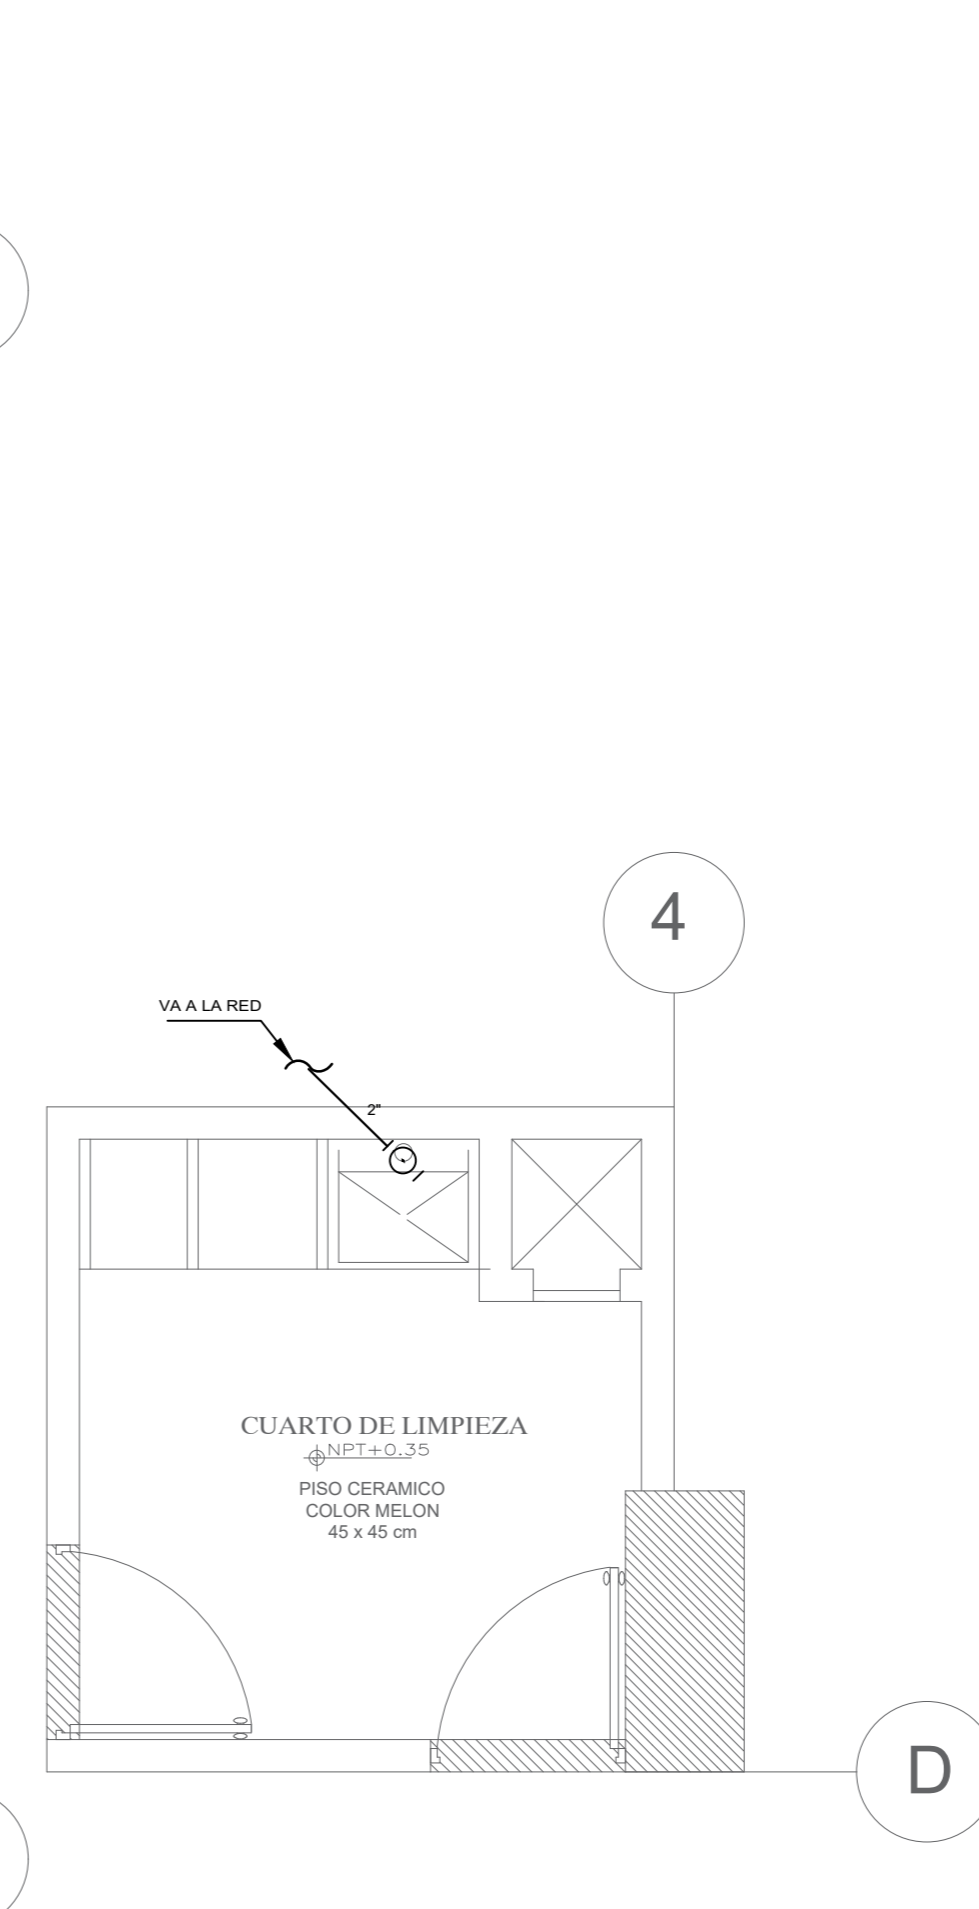 4
VA A LA RED
2"
CUARTO DE LIMPIEZA
NPT+0.35
PISO CERAMICO
COLOR MELON
45 x 45 cm
D